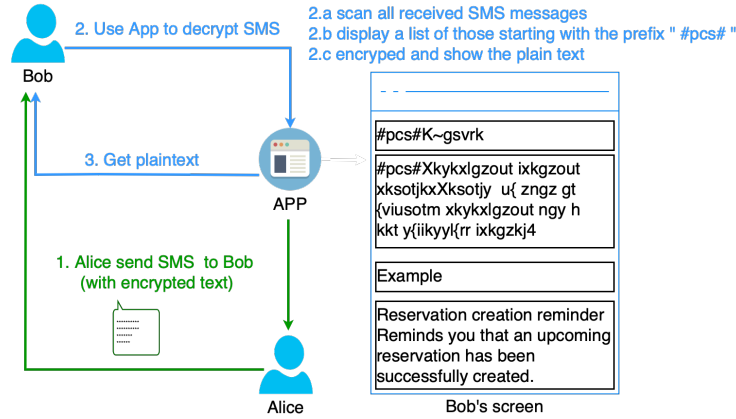 2.a scan all received SMS messages
2. Use App to decrypt SMS
2.b display a list of those starting with the prefix " #pcs# "
2.c encryped and show the plain text
Bob
#pcs#K~gsvrk
3. Get plaintext
#pcs#Xkykxlgzout ixkgzout
xksotjkxXksotjy u{ zngz gt
{viusotm xkykxlgzout ngy h
kkt y{iikyyl{rr ixkgzkj4
APP
1. Alice send SMS to Bob
(with encrypted text)
Example
Reservation creation reminder
Reminds you that an upcoming
reservation has been
successfully created.
Alice
Bob's screen